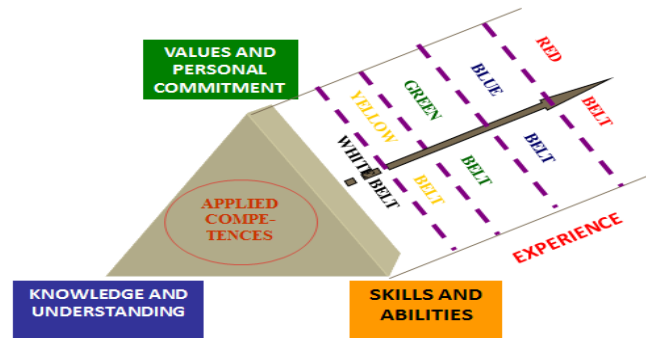 VALUES AND
PERSONAL
COMMITMENT
RED
BELT
BLUE
BELT
GREEN
BELT
YELLOW
BELT
WHITE
BELT
APPLIED
COMPE-
TENCES
EXPERIENCE
KNOWLEDGE AND
UNDERSTANDING
SKILLS AND
ABILITIES